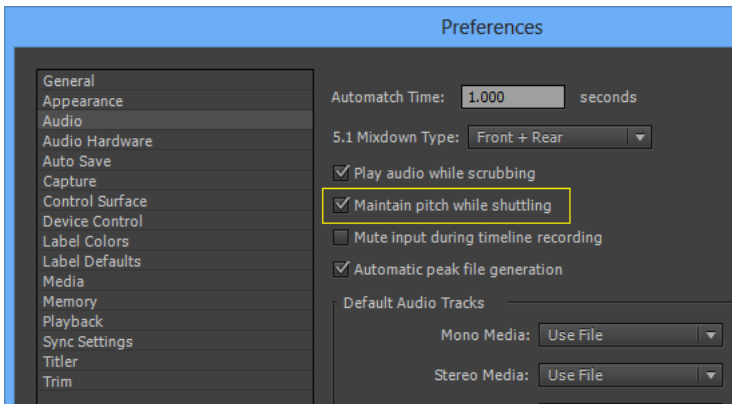 Preferences
General
Appearance
Audio
Audio Hardware
Auto Save
Capture
Control Surface
Device Control
Label Colors
Label Defaults
Media
Memory
Playback
Sync Settings
Titler
Trim
Automatch Time: 1.000 seconds
5.1 Mixdown Type: Front + Rear
Play audio while scrubbing
Maintain pitch while shuttling
Mute input during timeline recording
Automatic peak file generation
Default Audio Tracks
Mono Media: Use File
Stereo Media: Use File